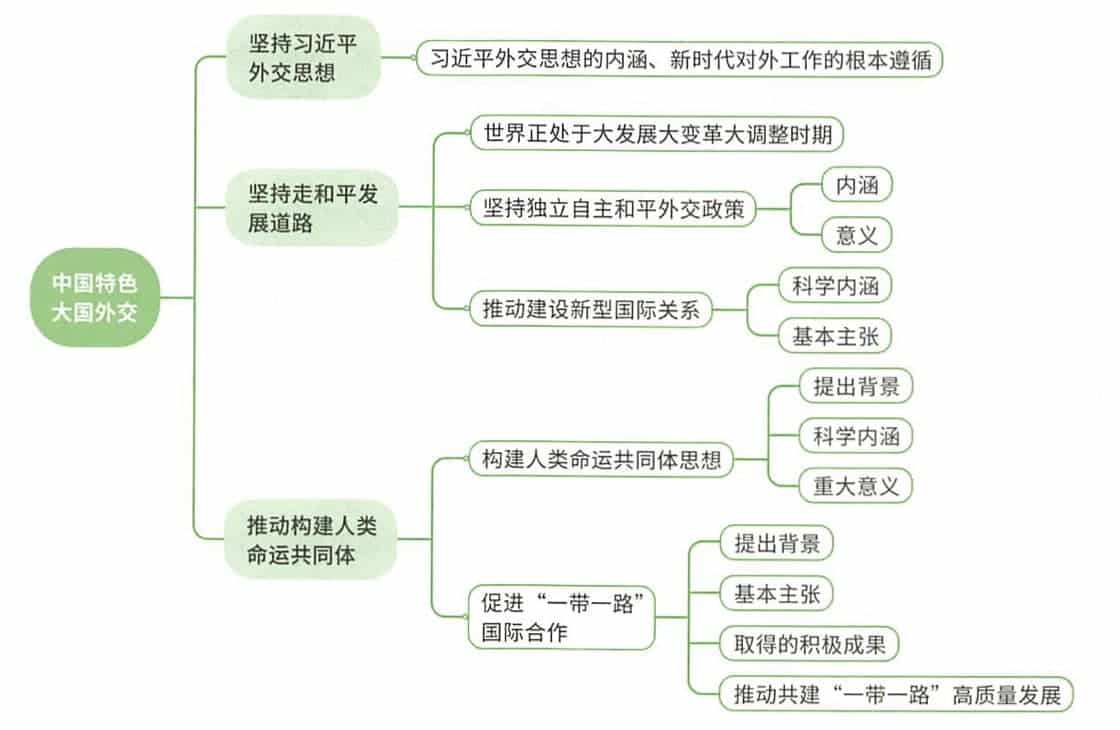 中国特色
大国外交
坚持习近平
外交思想
习近平外交思想的内涵、新时代对外工作的根本遵循
坚持走和平发
展道路
世界正处于大发展大变革大调整时期
坚持独立自主和平外交政策
内涵
意义
推动建设新型国际关系
科学内涵
基本主张
推动构建人类
命运共同体
构建人类命运共同体思想
提出背景
科学内涵
重大意义
促进“一带一路”
国际合作
提出背景
基本主张
取得的积极成果
推动共建“一带一路”高质量发展